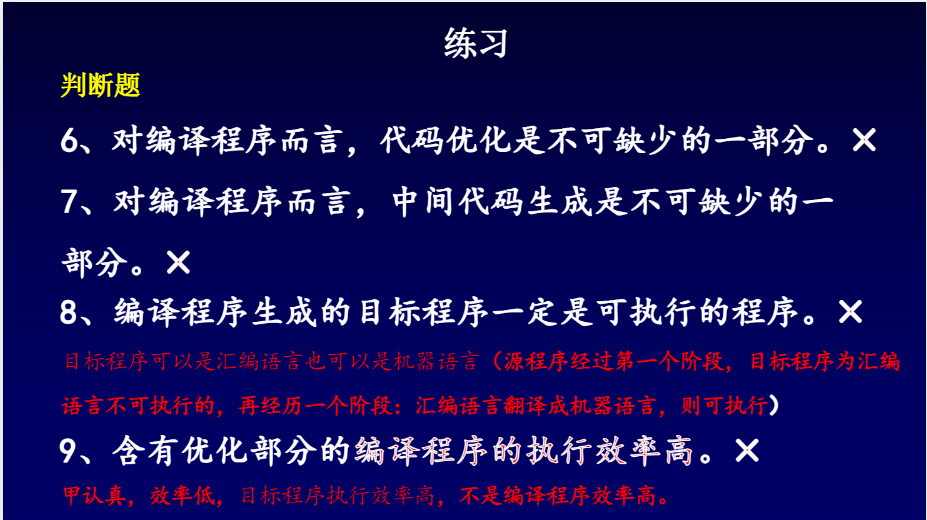 练习
判断题
6、对编译程序而言，代码优化是不可缺少的一部分。×
7、对编译程序而言，中间代码生成是不可缺少的一
部分。×
8、编译程序生成的目标程序一定是可执行的程序。×
目标程序可以是汇编语言也可以是机器语言（源程序经过第一个阶段，目标程序为汇编
语言不可执行的，再经历一个阶段：汇编语言翻译成机器语言，则可执行）
9、含有优化部分的编译程序的执行效率高。×
甲认真，效率低，目标程序执行效率高，不是编译程序效率高。